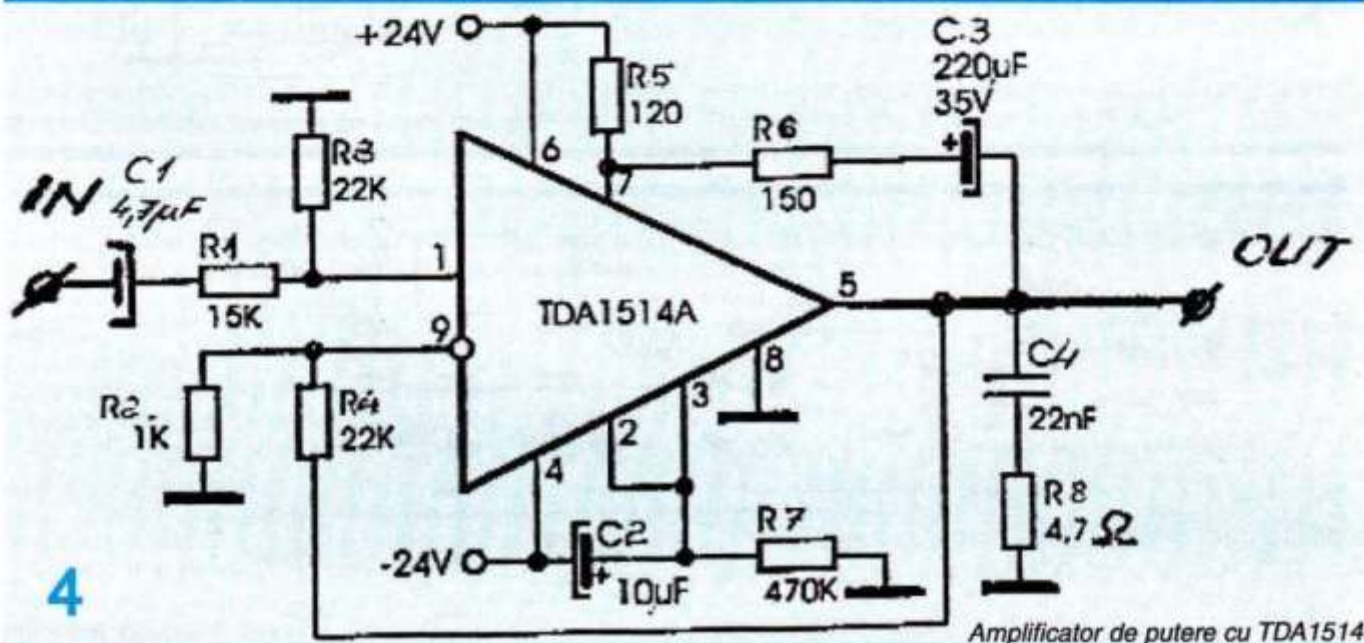 +24V
R5
120
C3
220µF
35V
R6
150
6
7
R3
22K
IN
C1
4,7µF
R1
15K
1
TDA1514A
5
OUT
9
8
R2.
1K
R4
22K
3
2
4
C4
22nF
R8
4,7 Ω
-24V
C2
+
10µF
R7
470K
+
4
Amplificator de putere cu TDA1514